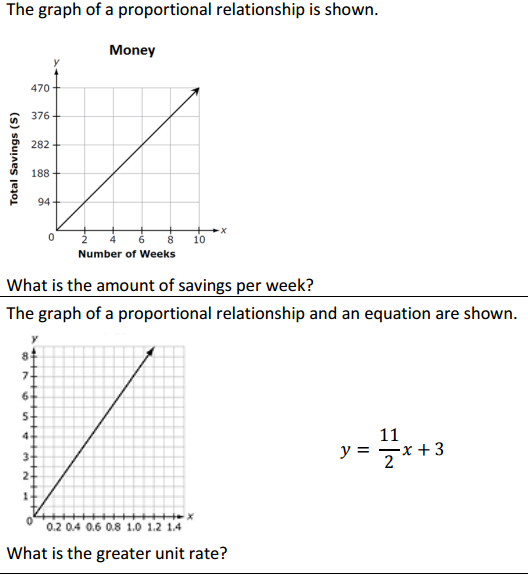 The graph of a proportional relationship is shown.
Money
y
470
376
282
188
94
0
2 4 6 8 10
x
Total Savings ($)
Number of Weeks
What is the amount of savings per week?
The graph of a proportional relationship and an equation are shown.
y
8
7
6
5
4
3
2
1
0
0.2 0.4 0.6 0.8 1.0 1.2 1.4
x
y = 11/2 x + 3
What is the greater unit rate?